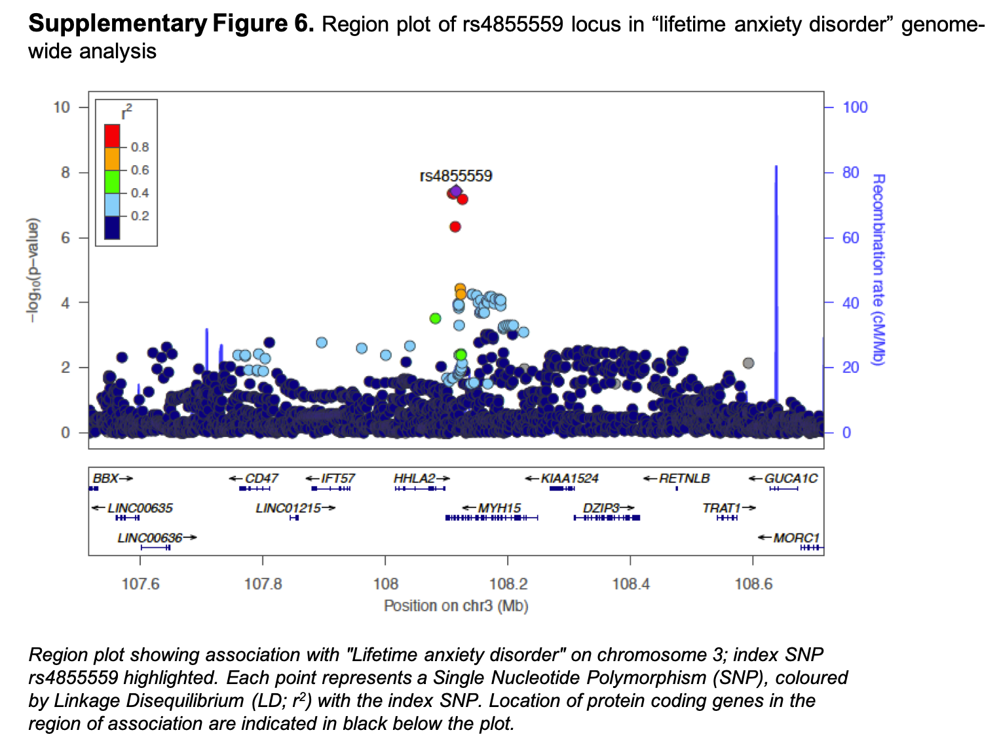 Supplementary Figure 6. Region plot of rs4855559 locus in “lifetime anxiety disorder” genome-
wide analysis
r2
0.8
0.6
0.4
0.2
rs4855559
10
8
6
4
2
0
−log10(p−value)
100
80
60
40
20
0
Recombination rate (cM/Mb)
BBX→ ←CD47 ←IFT57 HHLA2→ ←KIAA1524 ←RETNLB ←GUCA1C
←LINC00635 LINC01215→ ←MYH15 DZIP3→ TRAT1→
LINC00636→ ←MORC1
107.6 107.8 108 108.2 108.4 108.6
Position on chr3 (Mb)
Region plot showing association with "Lifetime anxiety disorder" on chromosome 3; index SNP
rs4855559 highlighted. Each point represents a Single Nucleotide Polymorphism (SNP), coloured
by Linkage Disequilibrium (LD; r2) with the index SNP. Location of protein coding genes in the
region of association are indicated in black below the plot.